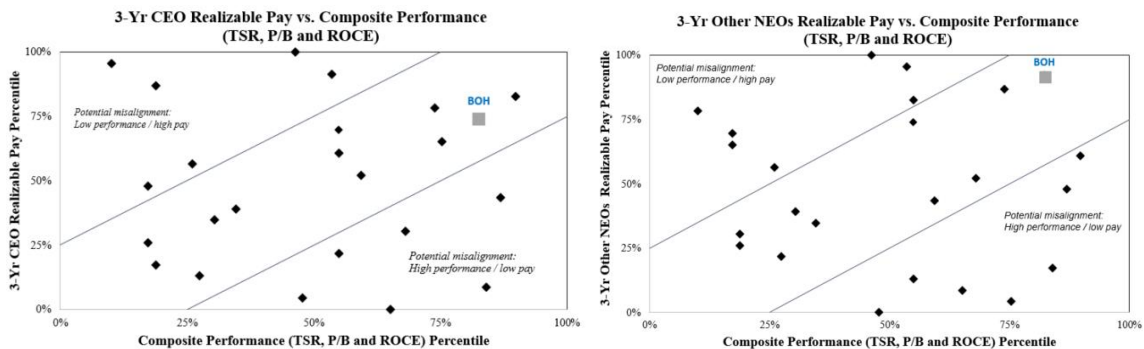 3-Yr CEO Realizable Pay vs. Composite Performance
(TSR, P/B and ROCE)
3-Yr CEO Realizable Pay Percentile
100%
75%
50%
25%
0%
Potential misalignment:
Low performance / high pay
BOH
Potential misalignment:
High performance / low pay
0%
25%
50%
75%
100%
Composite Performance (TSR, P/B and ROCE) Percentile
3-Yr Other NEOs Realizable Pay vs. Composite Performance
(TSR, P/B and ROCE)
3-Yr Other NEOs Realizable Pay Percentile
100%
75%
50%
25%
0%
Potential misalignment:
Low performance / high pay
BOH
Potential misalignment:
High performance / low pay
0%
25%
50%
75%
100%
Composite Performance (TSR, P/B and ROCE) Percentile